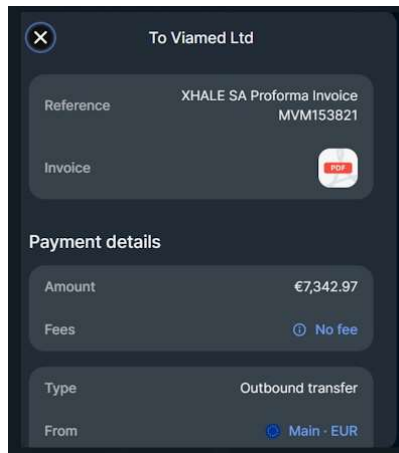 To Viamed Ltd
Reference
XHALE SA Proforma Invoice
MVM153821
Invoice
PDF
Payment details
Amount
€7,342.97
Fees
No fee
Type
Outbound transfer
From
Main · EUR